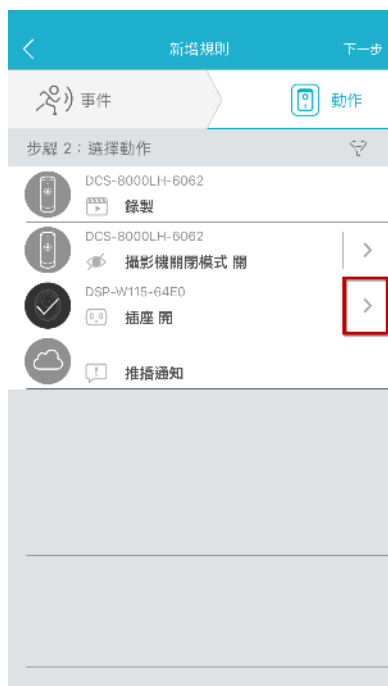 新增規則
下一步
事件
動作
步驟 2：選擇動作
DCS-8000LH-6062
錄製
DCS-8000LH-6062
攝影機關閉模式 開
DSP-W115-64E0
插座 開
推播通知